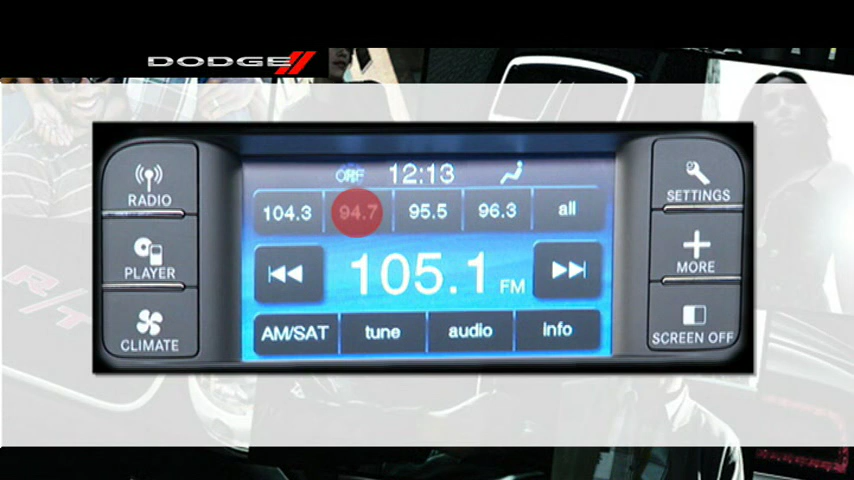 DODGE
RADIO
PLAYER
CLIMATE
OFF 12:13
104.3 94.7 95.5 96.3 all
105.1 FM
AM/SAT tune audio info
SETTINGS
MORE
SCREEN OFF
R/T